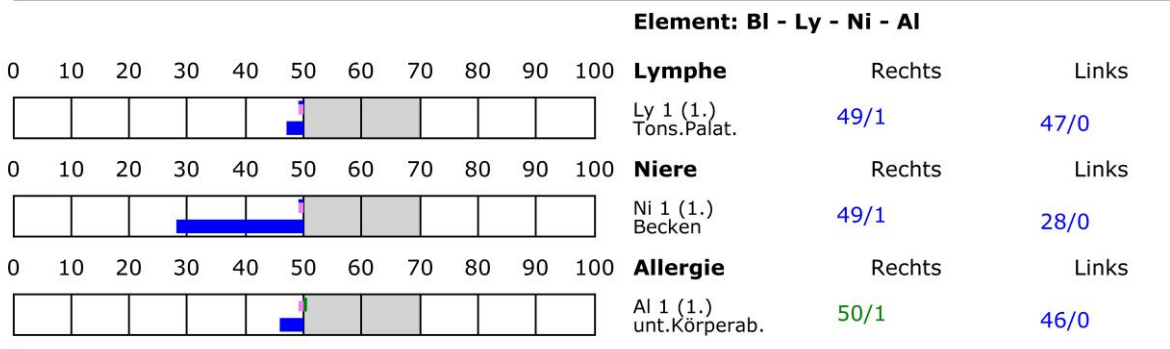 Element: Bl - Ly - Ni - Al
0 10 20 30 40 50 60 70 80 90 100 Lymphe Rechts Links
Ly 1 (1.) 49/1 47/0
Tons.Palat.
0 10 20 30 40 50 60 70 80 90 100 Niere Rechts Links
Ni 1 (1.) 49/1 28/0
Becken
0 10 20 30 40 50 60 70 80 90 100 Allergie Rechts Links
Al 1 (1.) 50/1 46/0
unt.Körperab.